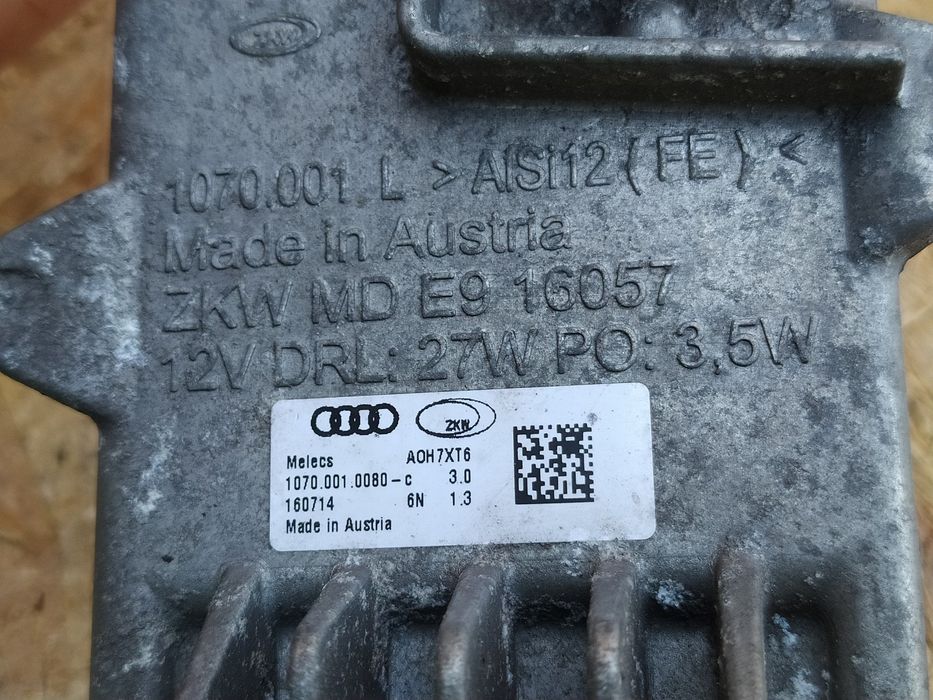 ZKW
1070.001 L >AlSi12(FE)<
Made in Austria
ZKW MD E9 16057
12V DRL: 27W PO: 3,5W
ZKW
Melecs AOH7XT6
1070.001.0080-c 3.0
160714 6N 1.3
Made in Austria